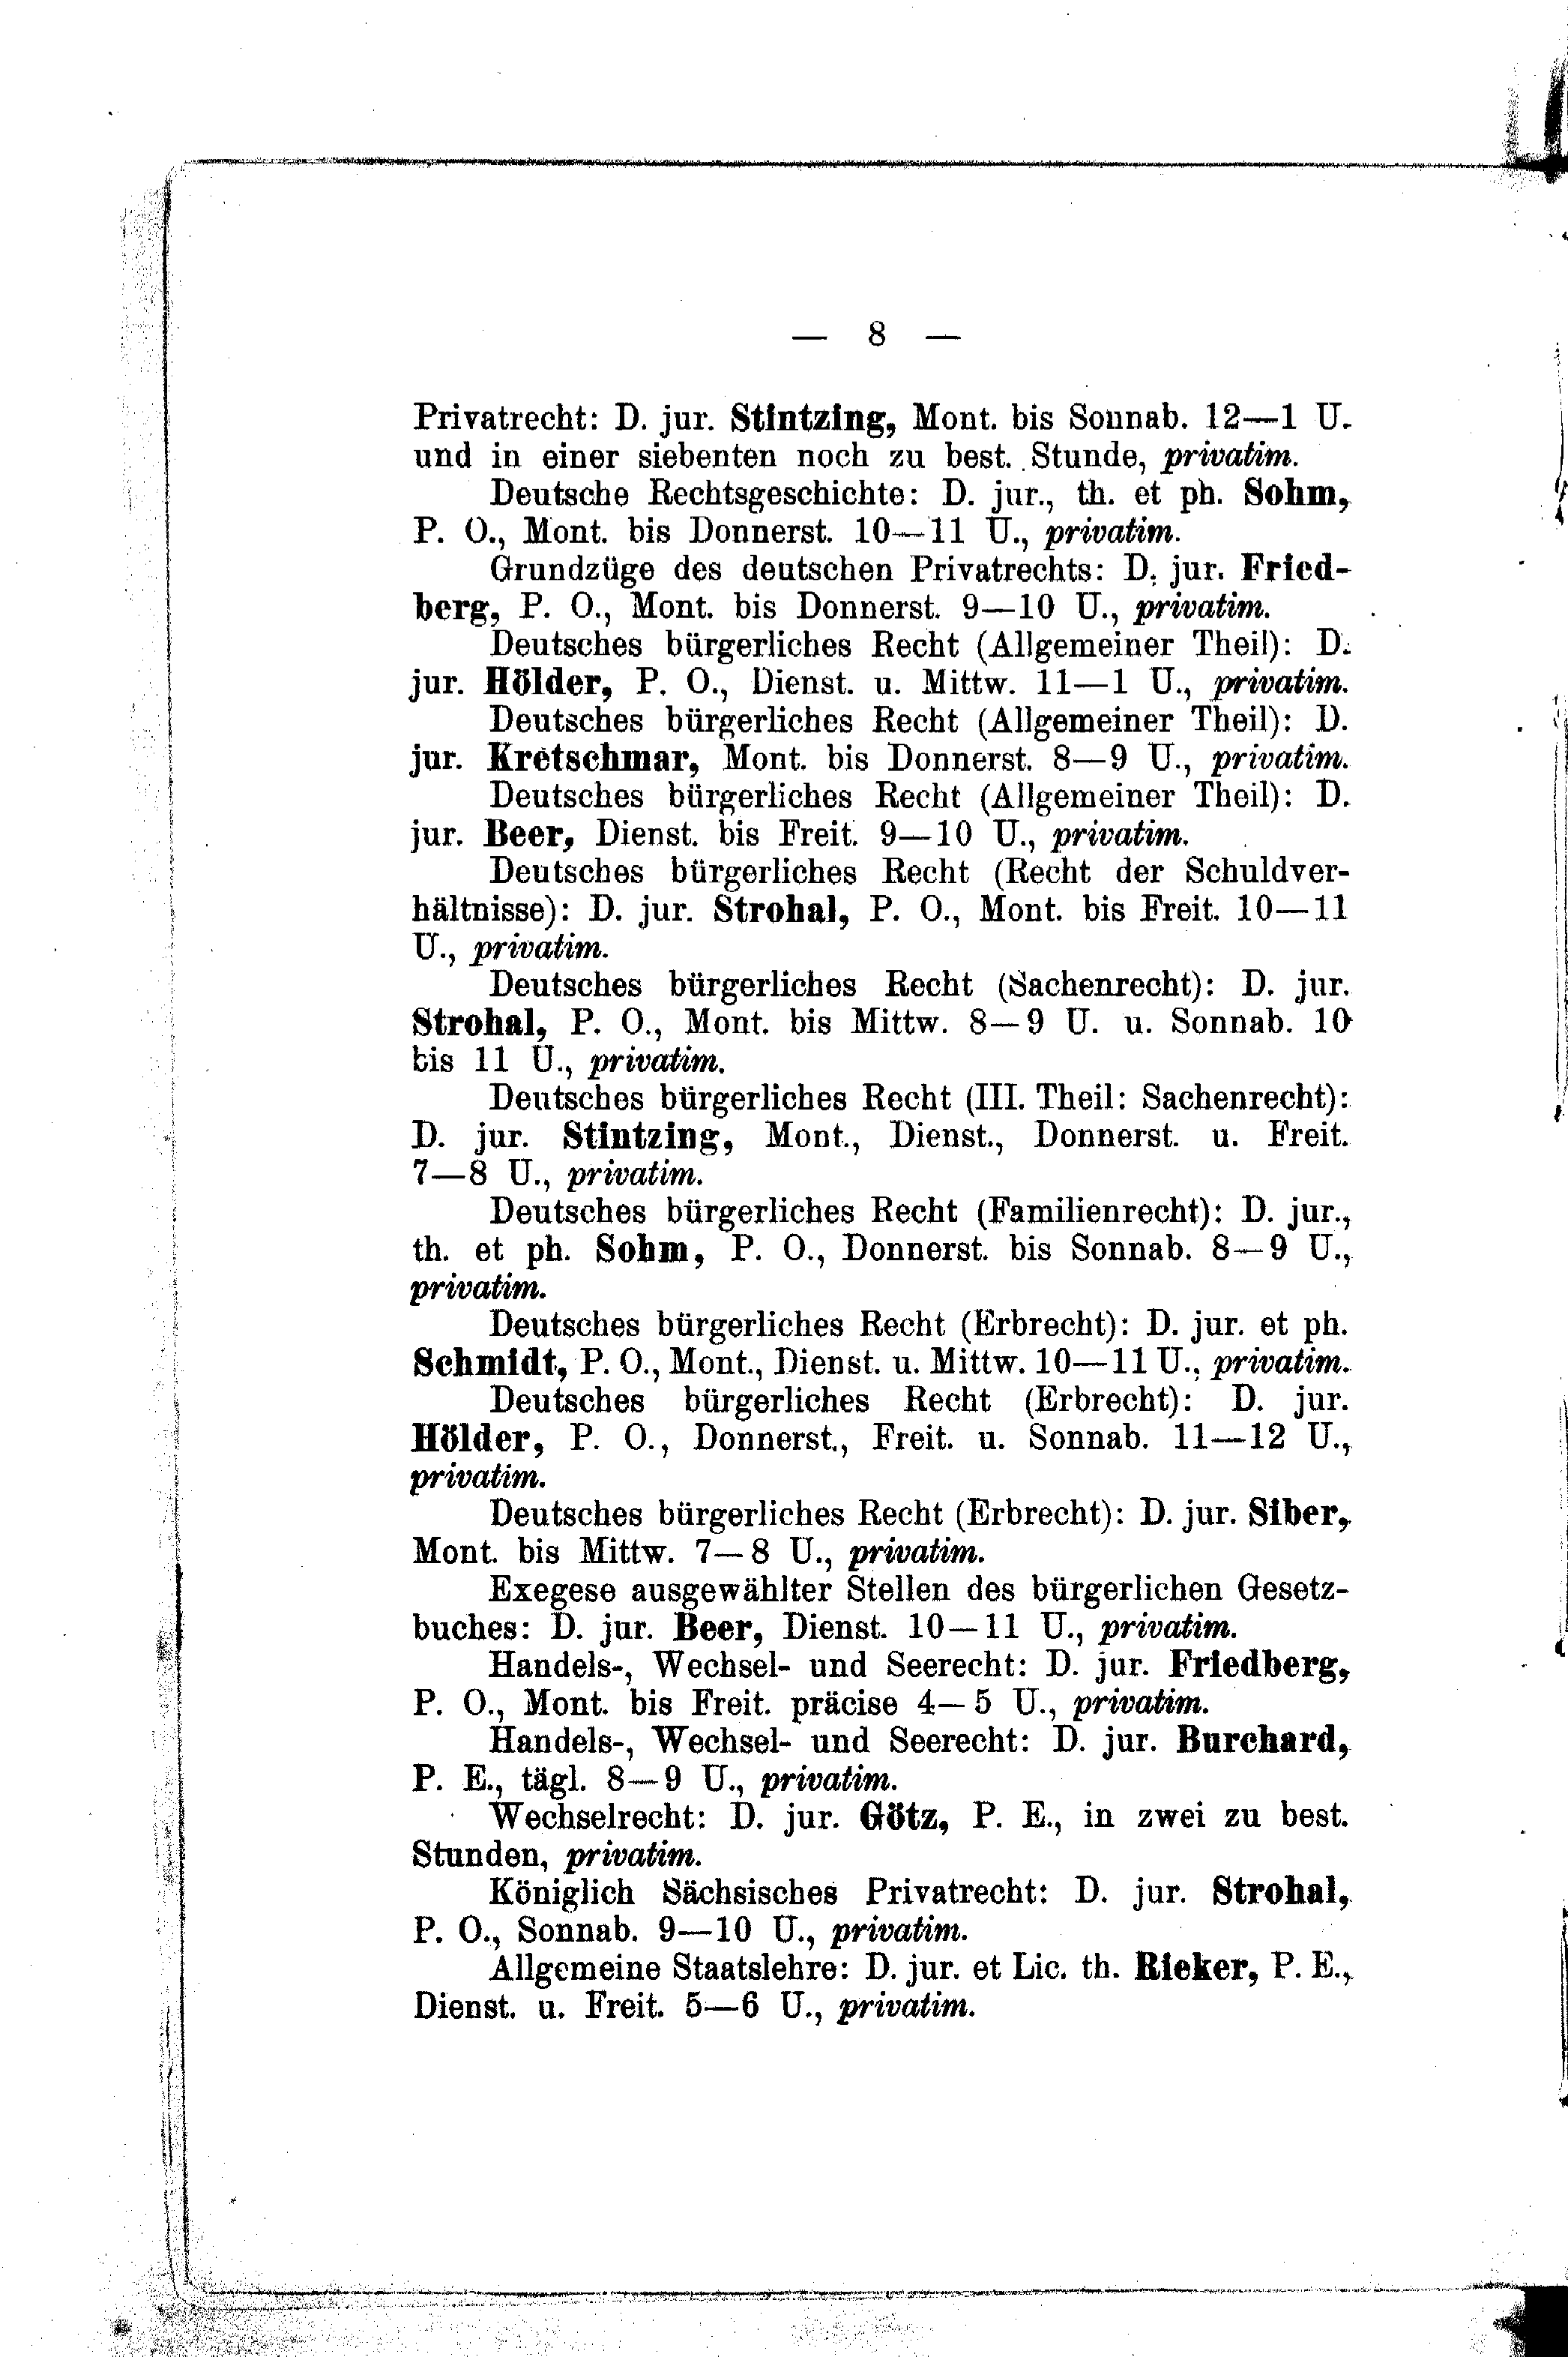 — 8 —
Privatrecht: D. jur. Stintzing, Mont. bis Sonnab. 12—1 U.
und in einer siebenten noch zu best. Stunde, privatim.
Deutsche Rechtsgeschichte: D. jur., th. et ph. Sohm,
P. O., Mont. bis Donnerst. 10—11 U., privatim.
Grundzüge des deutschen Privatrechts: D. jur. Fried-
berg, P. O., Mont. bis Donnerst. 9—10 U., privatim.
Deutsches bürgerliches Recht (Allgemeiner Theil): D.
jur. Hölder, P. O., Dienst. u. Mittw. 11—1 U., privatim.
Deutsches bürgerliches Recht (Allgemeiner Theil): D.
jur. Kretschmar, Mont. bis Donnerst. 8—9 U., privatim.
Deutsches bürgerliches Recht (Allgemeiner Theil): D.
jur. Beer, Dienst. bis Freit. 9—10 U., privatim.
Deutsches bürgerliches Recht (Recht der Schuldver-
hältnisse): D. jur. Strohal, P. O., Mont. bis Freit. 10—11
U., privatim.
Deutsches bürgerliches Recht (Sachenrecht): D. jur.
Strohal, P. O., Mont. bis Mittw. 8—9 U. u. Sonnab. 10
bis 11 U., privatim.
Deutsches bürgerliches Recht (III. Theil: Sachenrecht):
D. jur. Stintzing, Mont., Dienst., Donnerst. u. Freit.
7—8 U., privatim.
Deutsches bürgerliches Recht (Familienrecht): D. jur.,
th. et ph. Sohm, P. O., Donnerst. bis Sonnab. 8—9 U.,
privatim.
Deutsches bürgerliches Recht (Erbrecht): D. jur. et ph.
Schmidt, P. O., Mont., Dienst. u. Mittw. 10—11 U., privatim.
Deutsches bürgerliches Recht (Erbrecht): D. jur.
Hölder, P. O., Donnerst., Freit. u. Sonnab. 11—12 U.,
privatim.
Deutsches bürgerliches Recht (Erbrecht): D. jur. Siber,
Mont. bis Mittw. 7—8 U., privatim.
Exegese ausgewählter Stellen des bürgerlichen Gesetz-
buches: D. jur. Beer, Dienst. 10—11 U., privatim.
Handels-, Wechsel- und Seerecht: D. jur. Friedberg,
P. O., Mont. bis Freit. präcise 4—5 U., privatim.
Handels-, Wechsel- und Seerecht: D. jur. Burchard,
P. E., tägl. 8—9 U., privatim.
Wechselrecht: D. jur. Götz, P. E., in zwei zu best.
Stunden, privatim.
Königlich Sächsisches Privatrecht: D. jur. Strohal,
P. O., Sonnab. 9—10 U., privatim.
Allgemeine Staatslehre: D. jur. et Lic. th. Rieker, P. E.,
Dienst. u. Freit. 5—6 U., privatim.